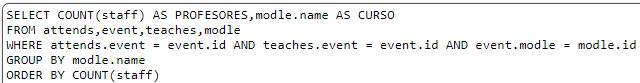 SELECT COUNT(staff) AS PROFESORES,modle.name AS CURSO
FROM attends,event,teaches,modle
WHERE attends.event = event.id AND teaches.event = event.id AND event.modle = modle.id
GROUP BY modle.name
ORDER BY COUNT(staff)